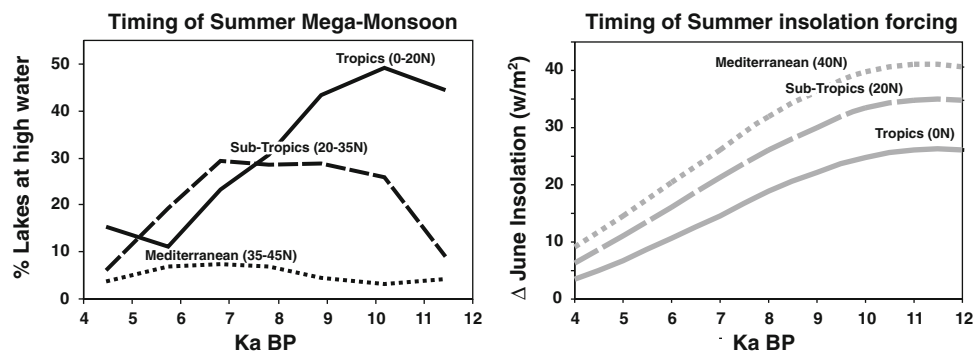 Timing of Summer Mega-Monsoon
% Lakes at high water
50
40
30
20
10
0
Tropics (0-20N)
Sub-Tropics (20-35N)
Mediterranean (35-45N)
4 5 6 7 8 9 10 11 12
Ka BP
Timing of Summer insolation forcing
Δ June Insolation (w/m²)
40
30
20
10
0
Mediterranean (40N)
Sub-Tropics (20N)
Tropics (0N)
4 5 6 7 8 9 10 11 12
Ka BP